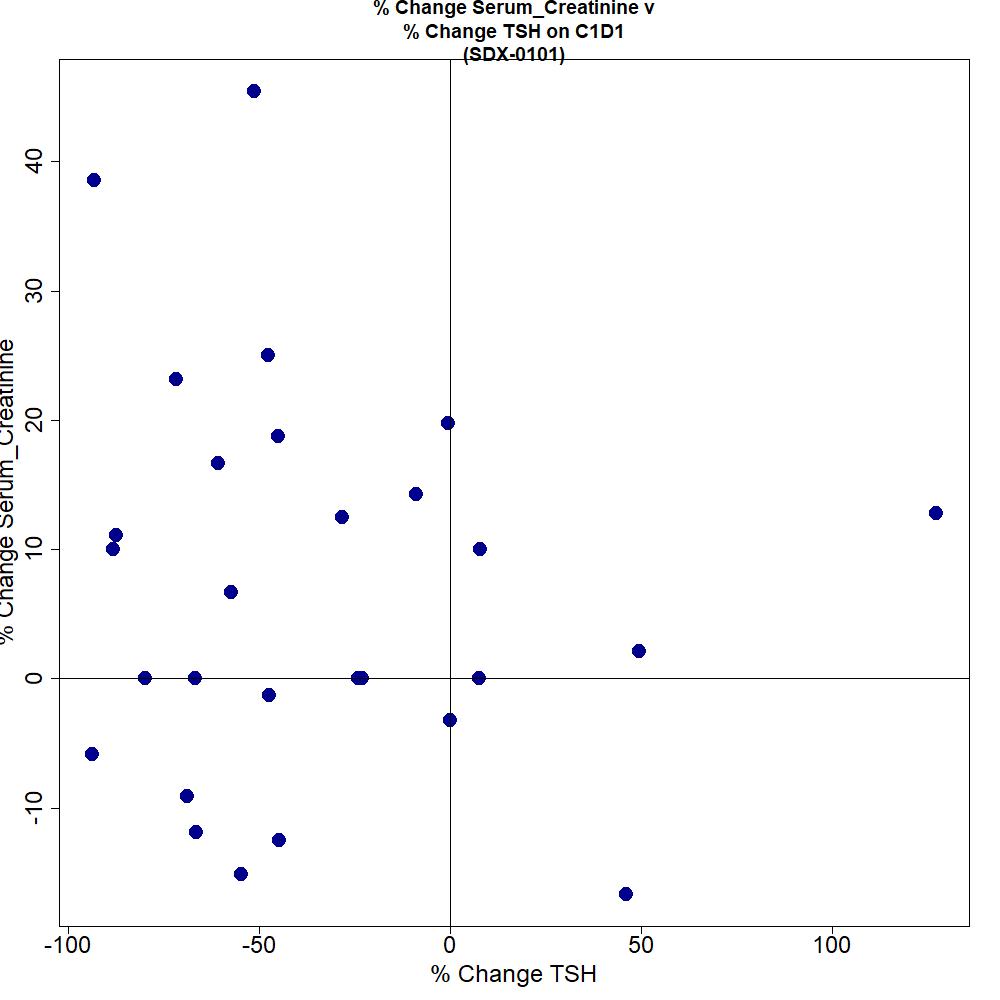 % Change Serum_Creatinine v
% Change TSH on C1D1
(SDX-0101)
% Change Serum_Creatinine
40
30
20
10
0
-10
-100
-50
0
50
100
% Change TSH